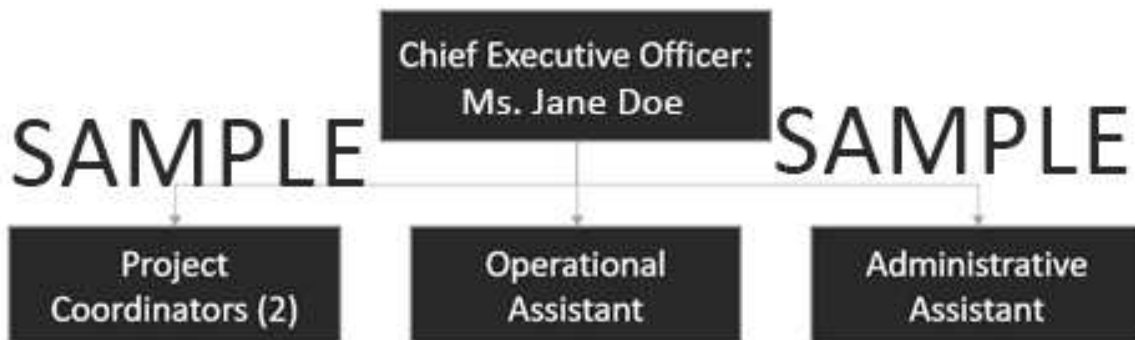 Chief Executive Officer:
Ms. Jane Doe
SAMPLE
SAMPLE
Project
Coordinators (2)
Operational
Assistant
Administrative
Assistant